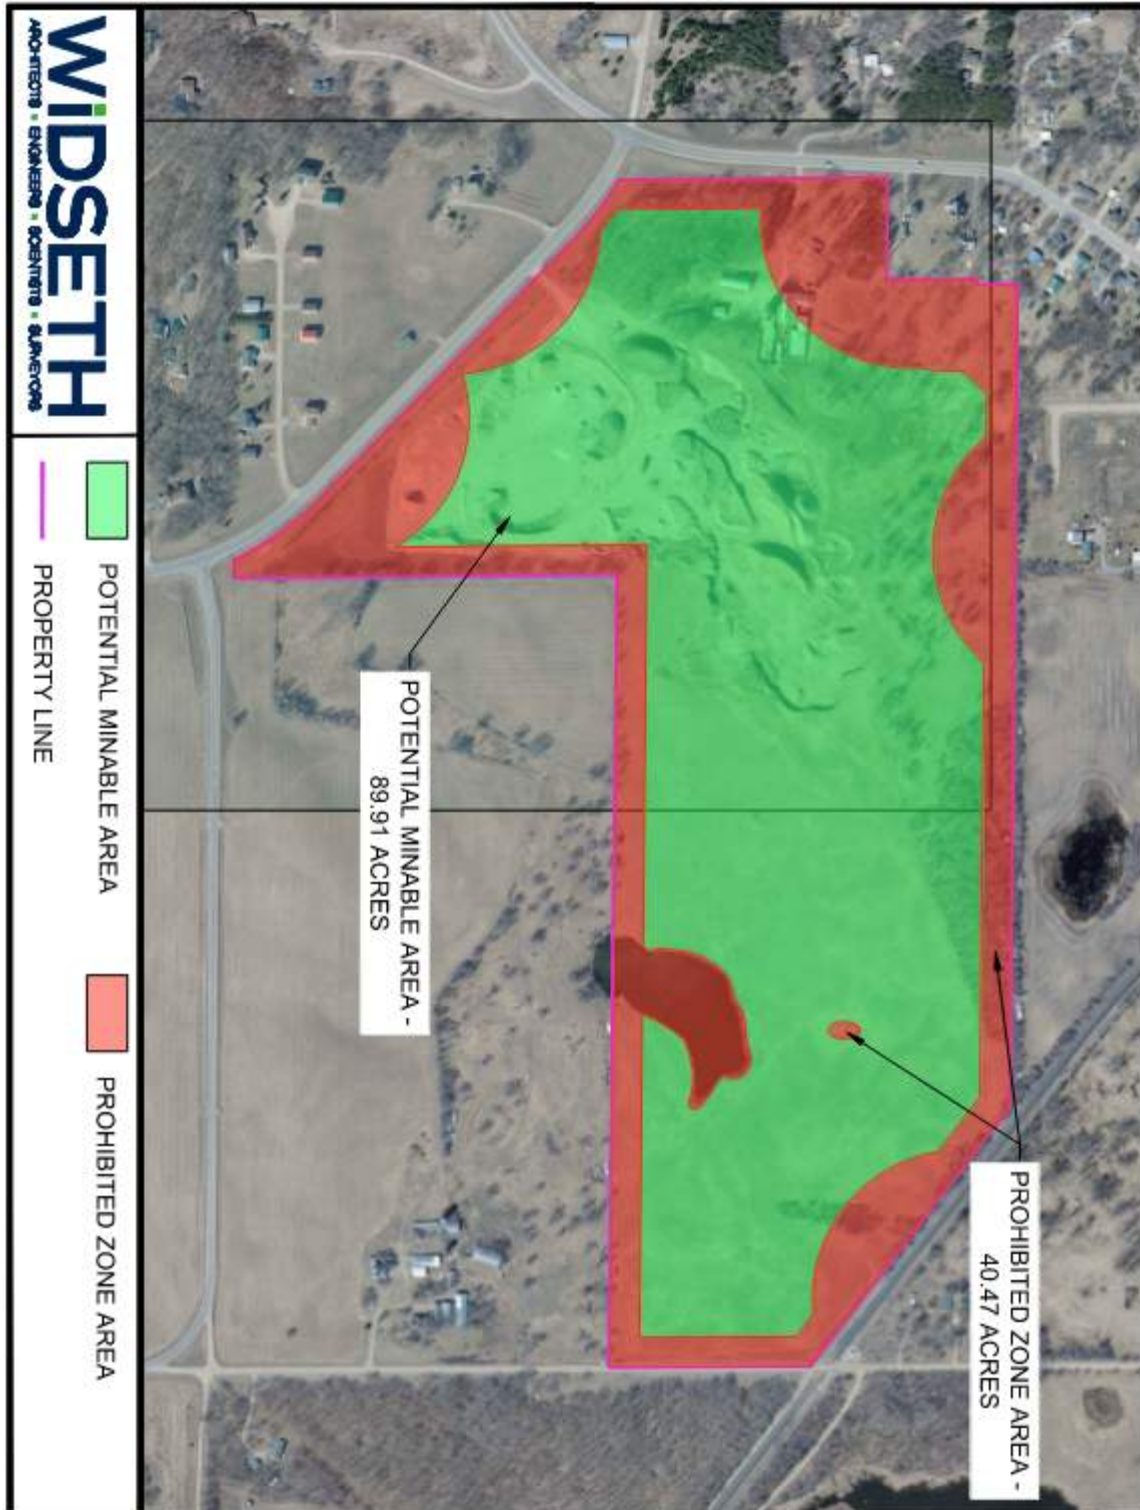 WiDSETH
ARCHITECTS ▪ ENGINEERS ▪ SCIENTISTS ▪ SURVEYORS
POTENTIAL MINABLE AREA
PROPERTY LINE
PROHIBITED ZONE AREA
POTENTIAL MINABLE AREA -
89.91 ACRES
PROHIBITED ZONE AREA -
40.47 ACRES